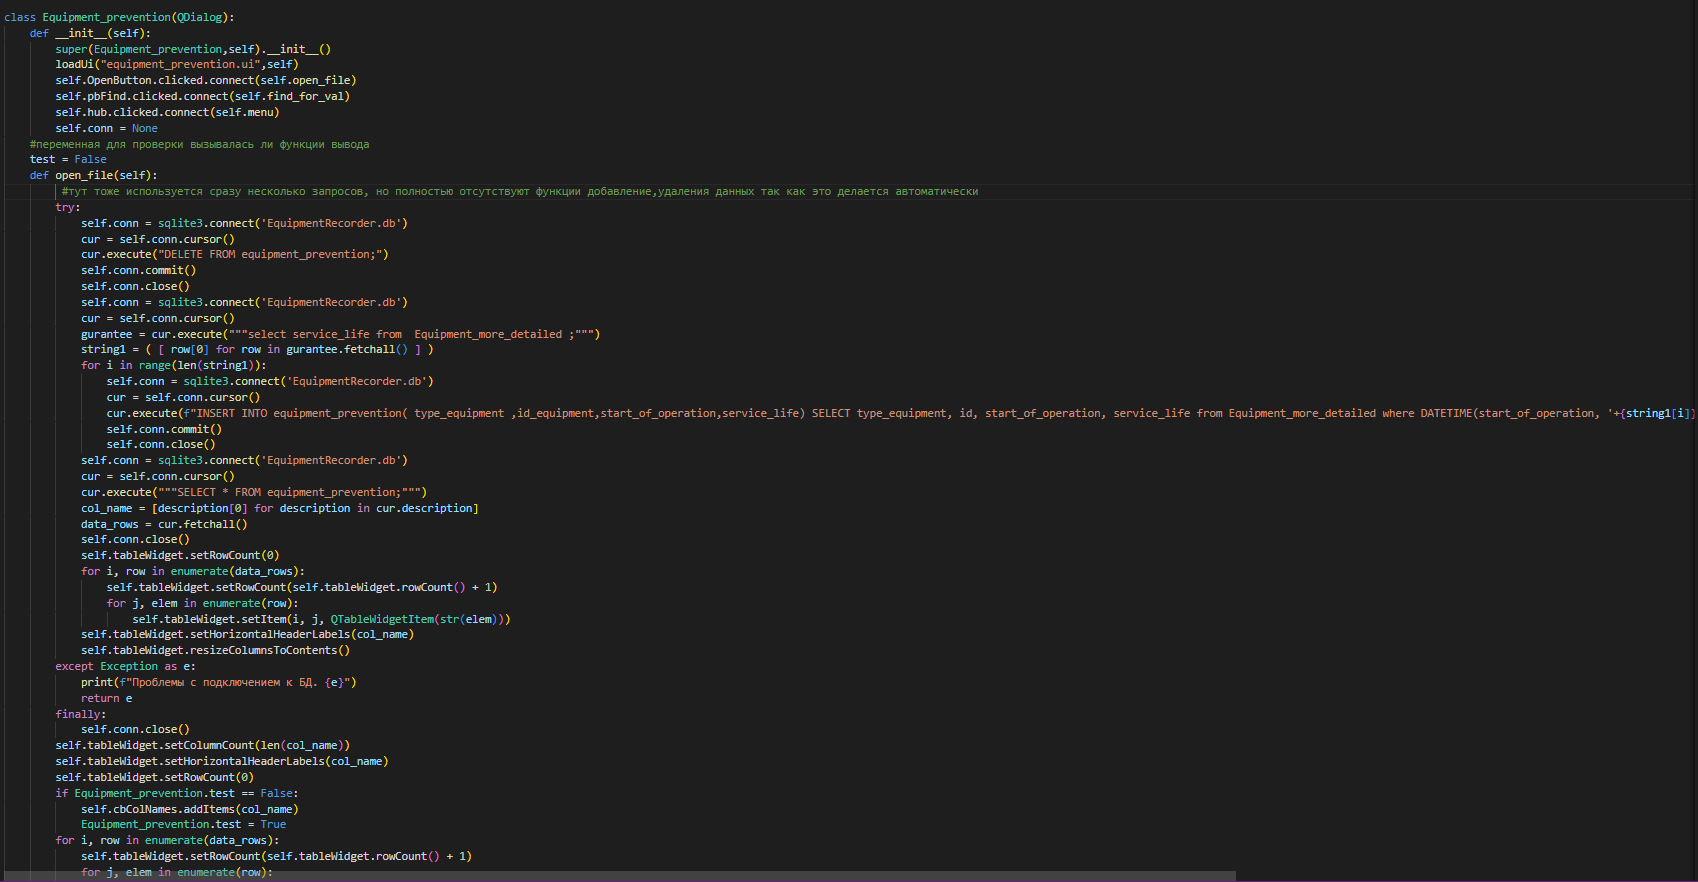 class Equipment_prevention(QDialog):
    def __init__(self):
        super(Equipment_prevention,self).__init__()
        loadUi("equipment_prevention.ui",self)
        self.OpenButton.clicked.connect(self.open_file)
        self.pbFind.clicked.connect(self.find_for_val)
        self.hub.clicked.connect(self.menu)
        self.conn = None
    #переменная для проверки вызывалась ли функции вывода
    test = False
    def open_file(self):
         #тут тоже используется сразу несколько запросов, но полностью отсутствуют функции добавление,удаления данных так как это делается автоматически
        try:
            self.conn = sqlite3.connect('EquipmentRecorder.db')
            cur = self.conn.cursor()
            cur.execute("DELETE FROM equipment_prevention;")
            self.conn.commit()
            self.conn.close()
            self.conn = sqlite3.connect('EquipmentRecorder.db')
            cur = self.conn.cursor()
            gurantee = cur.execute("""select service_life from  Equipment_more_detailed ;""")
            string1 = ( [ row[0] for row in gurantee.fetchall() ] )
            for i in range(len(string1)):
                self.conn = sqlite3.connect('EquipmentRecorder.db')
                cur = self.conn.cursor()
                cur.execute(f"INSERT INTO equipment_prevention( type_equipment ,id_equipment,start_of_operation,service_life) SELECT type_equipment, id, start_of_operation, service_life from Equipment_more_detailed where DATETIME(start_of_operation, '+{string1[i]}
                self.conn.commit()
                self.conn.close()
            self.conn = sqlite3.connect('EquipmentRecorder.db')
            cur = self.conn.cursor()
            cur.execute("""SELECT * FROM equipment_prevention;""")
            col_name = [description[0] for description in cur.description]
            data_rows = cur.fetchall()
            self.conn.close()
            self.tableWidget.setRowCount(0)
            for i, row in enumerate(data_rows):
                self.tableWidget.setRowCount(self.tableWidget.rowCount() + 1)
                for j, elem in enumerate(row):
                    self.tableWidget.setItem(i, j, QTableWidgetItem(str(elem)))
            self.tableWidget.setHorizontalHeaderLabels(col_name)
            self.tableWidget.resizeColumnsToContents()
        except Exception as e:
            print(f"Проблемы с подключением к БД. {e}")
            return e
        finally:
            self.conn.close()
        self.tableWidget.setColumnCount(len(col_name))
        self.tableWidget.setHorizontalHeaderLabels(col_name)
        self.tableWidget.setRowCount(0)
        if Equipment_prevention.test == False:
            self.cbColNames.addItems(col_name)
            Equipment_prevention.test = True
        for i, row in enumerate(data_rows):
            self.tableWidget.setRowCount(self.tableWidget.rowCount() + 1)
            for j, elem in enumerate(row):